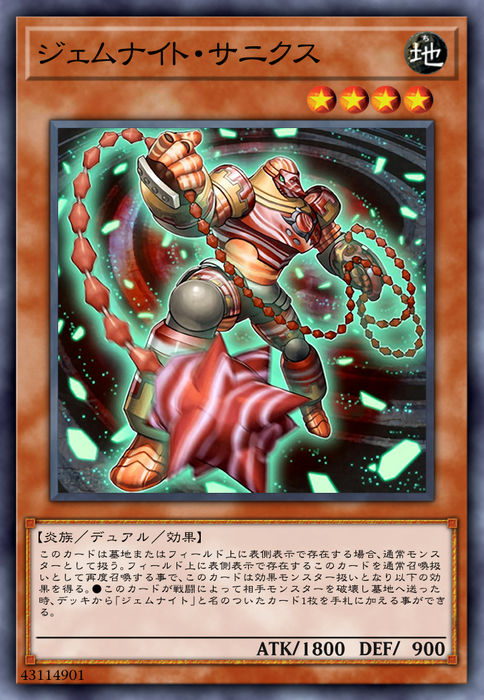 ジェムナイト・サニクス
ち
地
【炎族／デュアル／効果】
このカードは墓地またはフィールド上に表側表示で存在する場合、通常モンス
ターとして扱う。フィールド上に表側表示で存在するこのカードを通常召喚扱
いとして再度召喚する事で、このカードは効果モンスター扱いとなり以下の効
果を得る。●このカードが戦闘によって相手モンスターを破壊し墓地へ送った
時、デッキから「ジェムナイト」と名のついたカード1枚を手札に加える事ができ
る。
ATK/1800 DEF/ 900
43114901